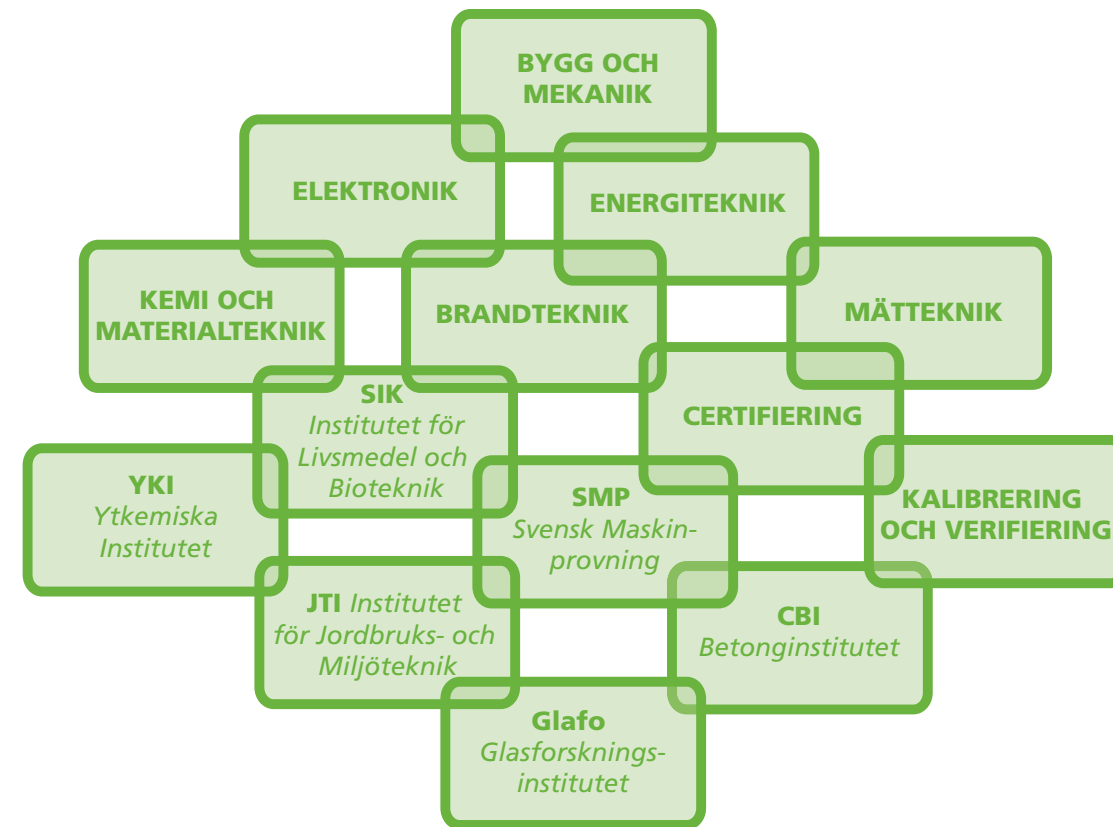 BYGG OCH
MEKANIK
ELEKTRONIK
ENERGITEKNIK
KEMI OCH
MATERIALTEKNIK
BRANDTEKNIK
MÄTTEKNIK
SIK
Institutet för
Livsmedel och
Bioteknik
CERTIFIERING
YKI
Ytkemiska
Institutet
SMP
Svensk Maskin-
provning
KALIBRERING
OCH VERIFIERING
JTI Institutet
för Jordbruks- och
Miljöteknik
CBI
Betonginstitutet
Glafo
Glasforsknings-
institutet